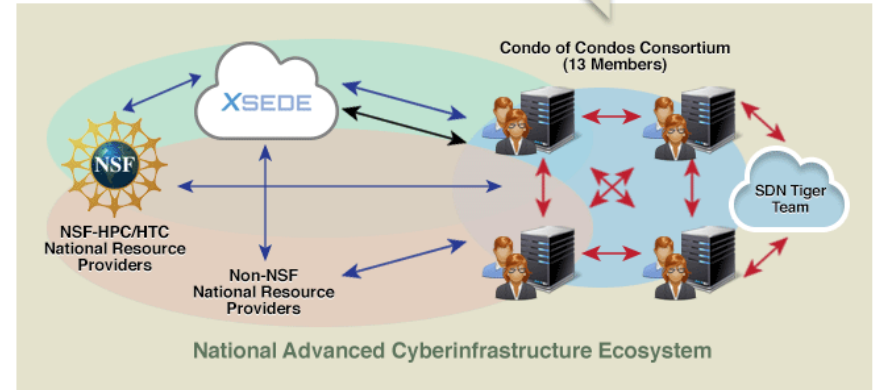 Condo of Condos Consortium
(13 Members)
XSEDE
NSF
SDN Tiger
Team
NSF-HPC/HTC
National Resource
Providers
Non-NSF
National Resource
Providers
National Advanced Cyberinfrastructure Ecosystem